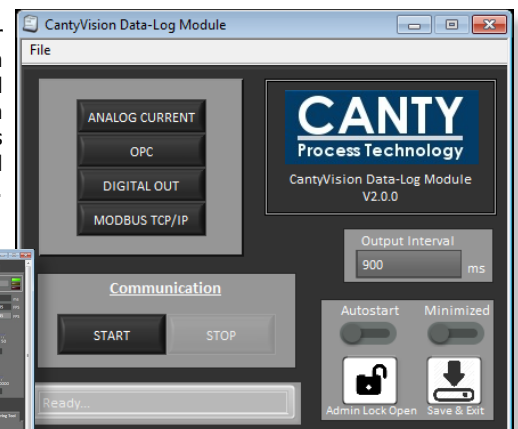 CantyVision Data-Log Module
File
ANALOG CURRENT
OPC
DIGITAL OUT
MODBUS TCP/IP
CANTY
Process Technology
CantyVision Data-Log Module
V2.0.0
Output Interval
900 ms
Communication
START STOP
Autostart Minimized
Ready...
Admin Lock Open Save & Exit